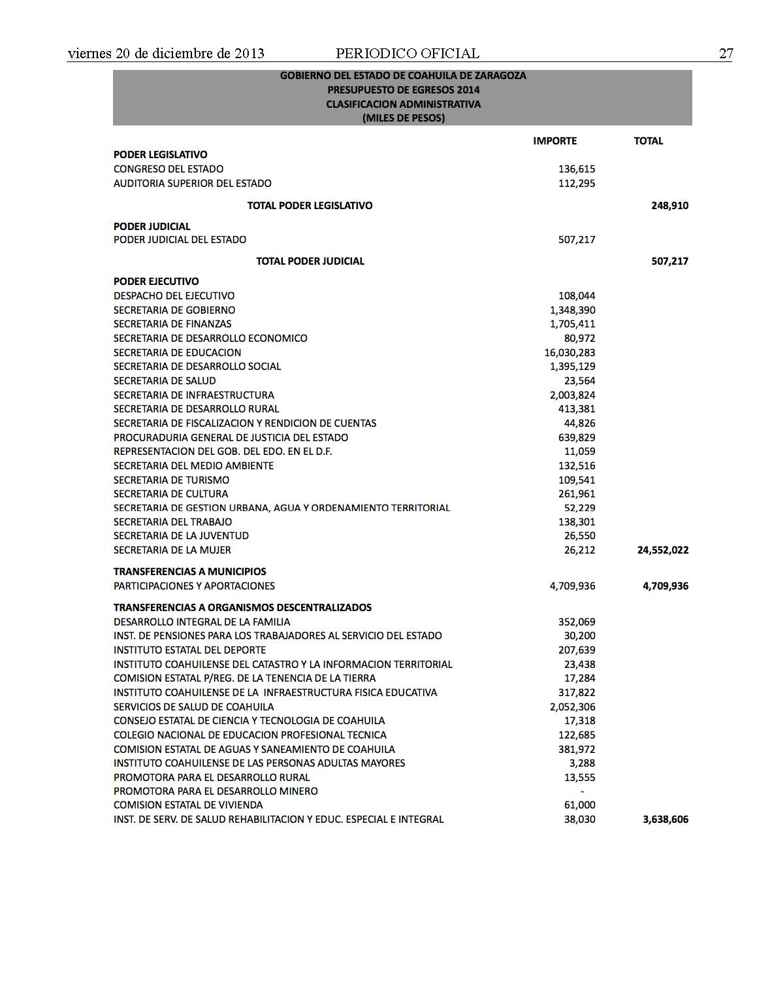 viernes 20 de diciembre de 2013 PERIODICO OFICIAL 27
GOBIERNO DEL ESTADO DE COAHUILA DE ZARAGOZA
PRESUPUESTO DE EGRESOS 2014
CLASIFICACION ADMINISTRATIVA
(MILES DE PESOS)
IMPORTE TOTAL
PODER LEGISLATIVO
CONGRESO DEL ESTADO 136,615
AUDITORIA SUPERIOR DEL ESTADO 112,295
TOTAL PODER LEGISLATIVO 248,910
PODER JUDICIAL
PODER JUDICIAL DEL ESTADO 507,217
TOTAL PODER JUDICIAL 507,217
PODER EJECUTIVO
DESPACHO DEL EJECUTIVO 108,044
SECRETARIA DE GOBIERNO 1,348,390
SECRETARIA DE FINANZAS 1,705,411
SECRETARIA DE DESARROLLO ECONOMICO 80,972
SECRETARIA DE EDUCACION 16,030,283
SECRETARIA DE DESARROLLO SOCIAL 1,395,129
SECRETARIA DE SALUD 23,564
SECRETARIA DE INFRAESTRUCTURA 2,003,824
SECRETARIA DE DESARROLLO RURAL 413,381
SECRETARIA DE FISCALIZACION Y RENDICION DE CUENTAS 44,826
PROCURADURIA GENERAL DE JUSTICIA DEL ESTADO 639,829
REPRESENTACION DEL GOB. DEL EDO. EN EL D.F. 11,059
SECRETARIA DEL MEDIO AMBIENTE 132,516
SECRETARIA DE TURISMO 109,541
SECRETARIA DE CULTURA 261,961
SECRETARIA DE GESTION URBANA, AGUA Y ORDENAMIENTO TERRITORIAL 52,229
SECRETARIA DEL TRABAJO 138,301
SECRETARIA DE LA JUVENTUD 26,550
SECRETARIA DE LA MUJER 26,212 24,552,022
TRANSFERENCIAS A MUNICIPIOS
PARTICIPACIONES Y APORTACIONES 4,709,936 4,709,936
TRANSFERENCIAS A ORGANISMOS DESCENTRALIZADOS
DESARROLLO INTEGRAL DE LA FAMILIA 352,069
INST. DE PENSIONES PARA LOS TRABAJADORES AL SERVICIO DEL ESTADO 30,200
INSTITUTO ESTATAL DEL DEPORTE 207,639
INSTITUTO COAHUILENSE DEL CATASTRO Y LA INFORMACION TERRITORIAL 23,438
COMISION ESTATAL P/REG. DE LA TENENCIA DE LA TIERRA 17,284
INSTITUTO COAHUILENSE DE LA INFRAESTRUCTURA FISICA EDUCATIVA 317,822
SERVICIOS DE SALUD DE COAHUILA 2,052,306
CONSEJO ESTATAL DE CIENCIA Y TECNOLOGIA DE COAHUILA 17,318
COLEGIO NACIONAL DE EDUCACION PROFESIONAL TECNICA 122,685
COMISION ESTATAL DE AGUAS Y SANEAMIENTO DE COAHUILA 381,972
INSTITUTO COAHUILENSE DE LAS PERSONAS ADULTAS MAYORES 3,288
PROMOTORA PARA EL DESARROLLO RURAL 13,555
PROMOTORA PARA EL DESARROLLO MINERO -
COMISION ESTATAL DE VIVIENDA 61,000
INST. DE SERV. DE SALUD REHABILITACION Y EDUC. ESPECIAL E INTEGRAL 38,030 3,638,606